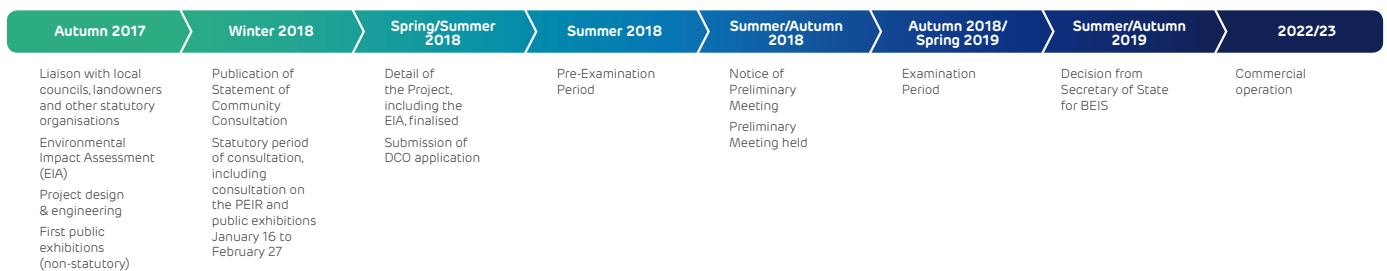 Autumn 2017
Liaison with local
councils, landowners
and other statutory
organisations
Environmental
Impact Assessment
(EIA)
Project design
& engineering
First public
exhibitions
(non-statutory)
Winter 2018
Publication of
Statement of
Community
Consultation
Statutory period
of consultation,
including
consultation on
the PEIR and
public exhibitions
January 16 to
February 27
Spring/Summer
2018
Detail of
the Project,
including the
EIA, finalised
Submission of
DCO application
Summer 2018
Pre-Examination
Period
Summer/Autumn
2018
Notice of
Preliminary
Meeting
Preliminary
Meeting held
Autumn 2018/
Spring 2019
Examination
Period
Summer/Autumn
2019
Decision from
Secretary of State
for BEIS
2022/23
Commercial
operation